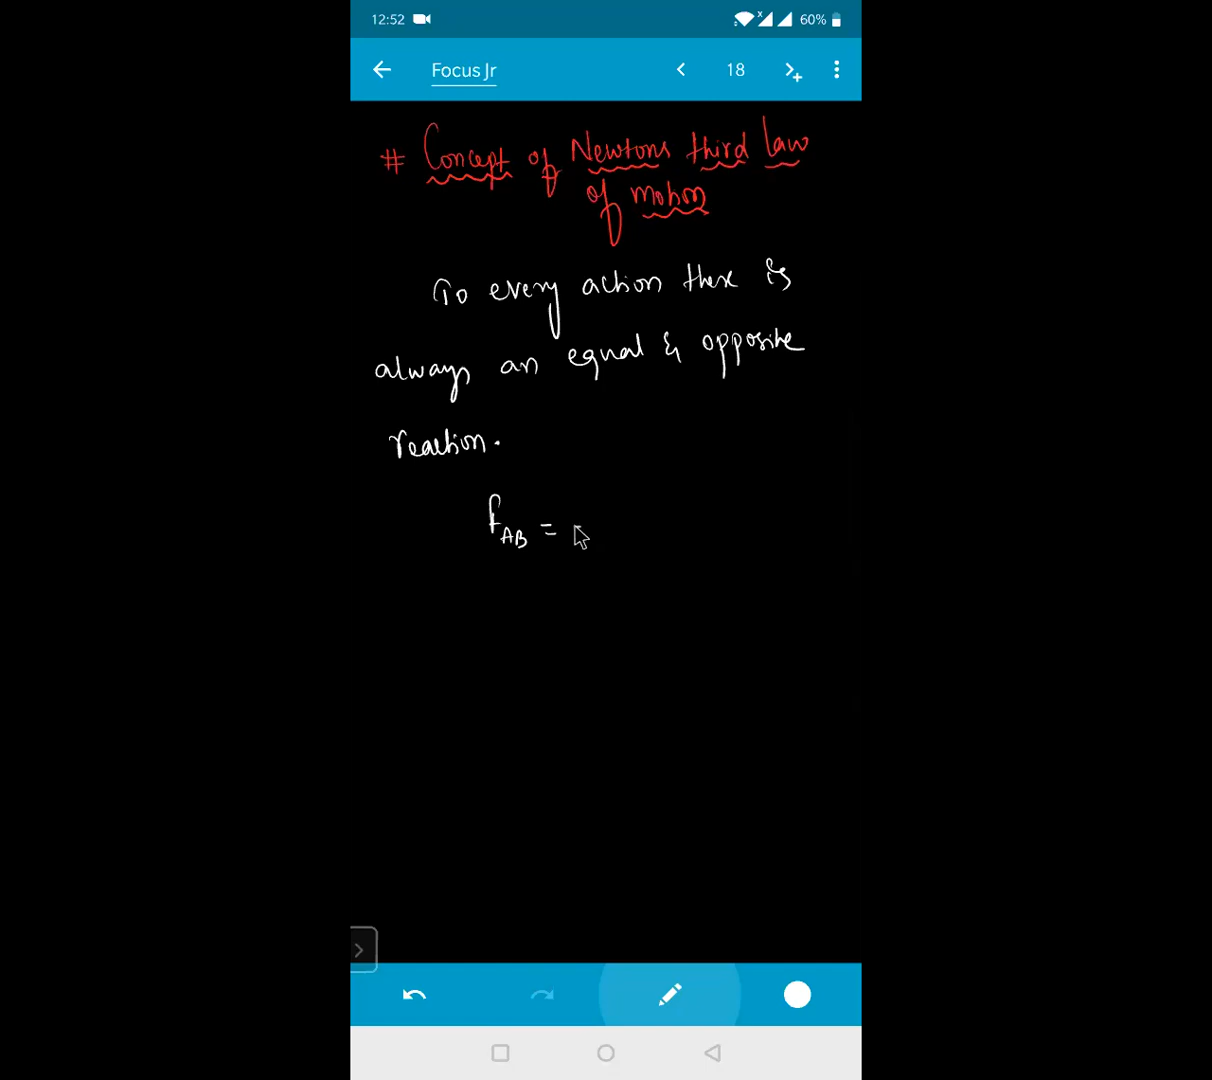 12:52
60%
Focus Jr
18
# Concept of Newtons third law
of motion
To every action there is
always an equal & opposite
reaction.
F_AB =